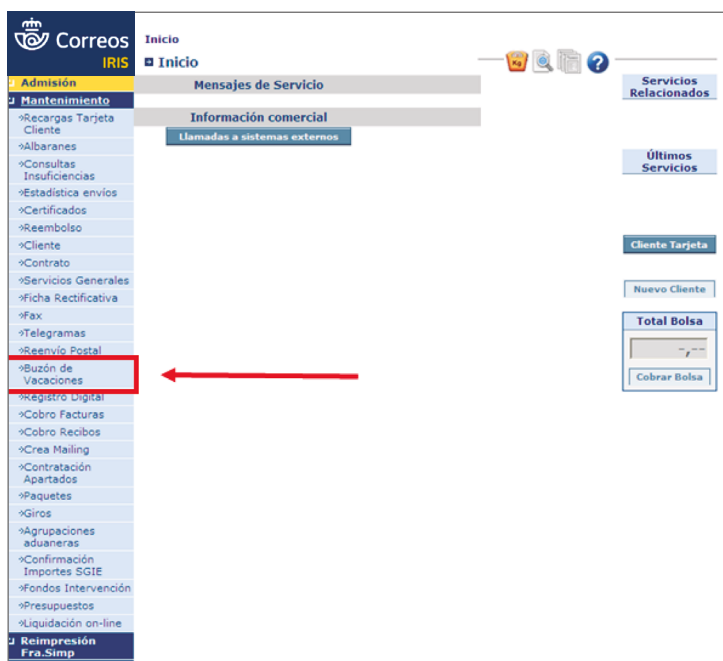 Correos
IRIS
Inicio
Inicio
Kg
?
Admisión
Mantenimiento
»Recargas Tarjeta
Cliente
»Albaranes
»Consultas
Insuficiencias
»Estadística envíos
»Certificados
»Reembolso
»Cliente
»Contrato
»Servicios Generales
»Ficha Rectificativa
»Fax
»Telegramas
»Reenvío Postal
»Buzón de
Vacaciones
»Registro Digital
»Cobro Facturas
»Cobro Recibos
»Crea Mailing
»Contratación
Apartados
»Paquetes
»Giros
»Agrupaciones
aduaneras
»Confirmación
Importes SGIE
»Fondos Intervención
»Presupuestos
»Liquidación on-line
Reimpresión
Fra.Simp
Mensajes de Servicio
Información comercial
Llamadas a sistemas externos
Servicios
Relacionados
Últimos
Servicios
Cliente Tarjeta
Nuevo Cliente
Total Bolsa
-,--
Cobrar Bolsa